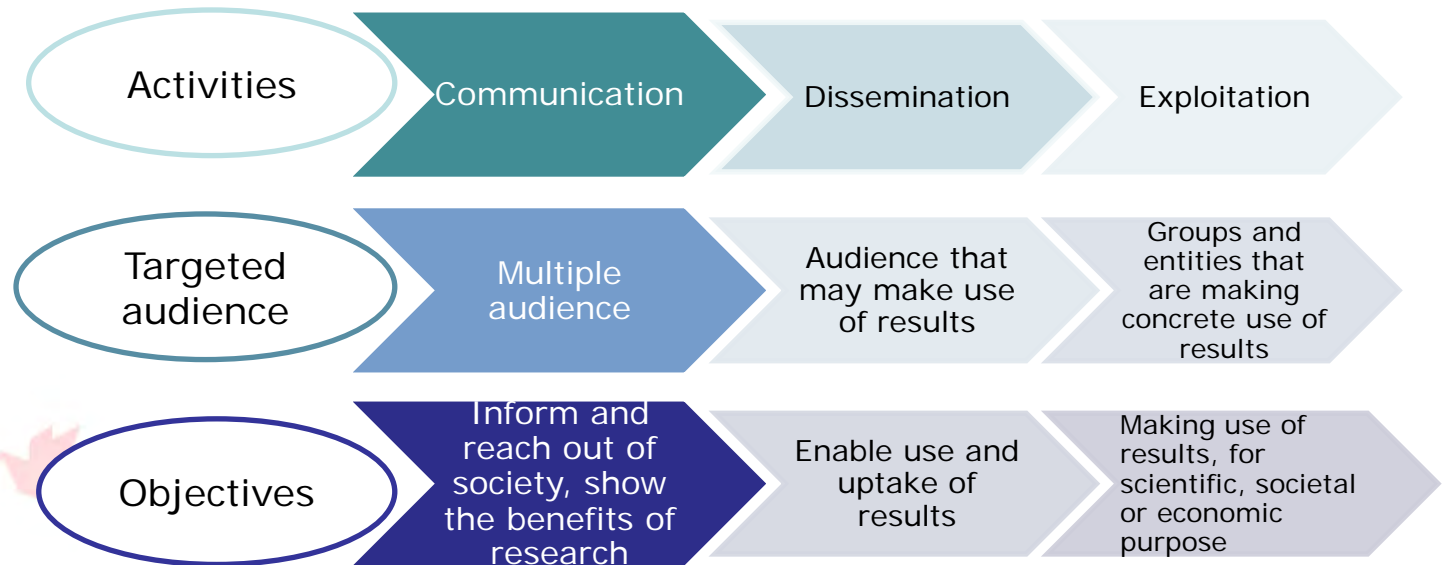 Activities
Communication
Dissemination
Exploitation
Targeted
audience
Multiple
audience
Audience that
may make use
of results
Groups and
entities that
are making
concrete use of
results
Objectives
Inform and
reach out of
society, show
the benefits of
research
Enable use and
uptake of
results
Making use of
results, for
scientific, societal
or economic
purpose